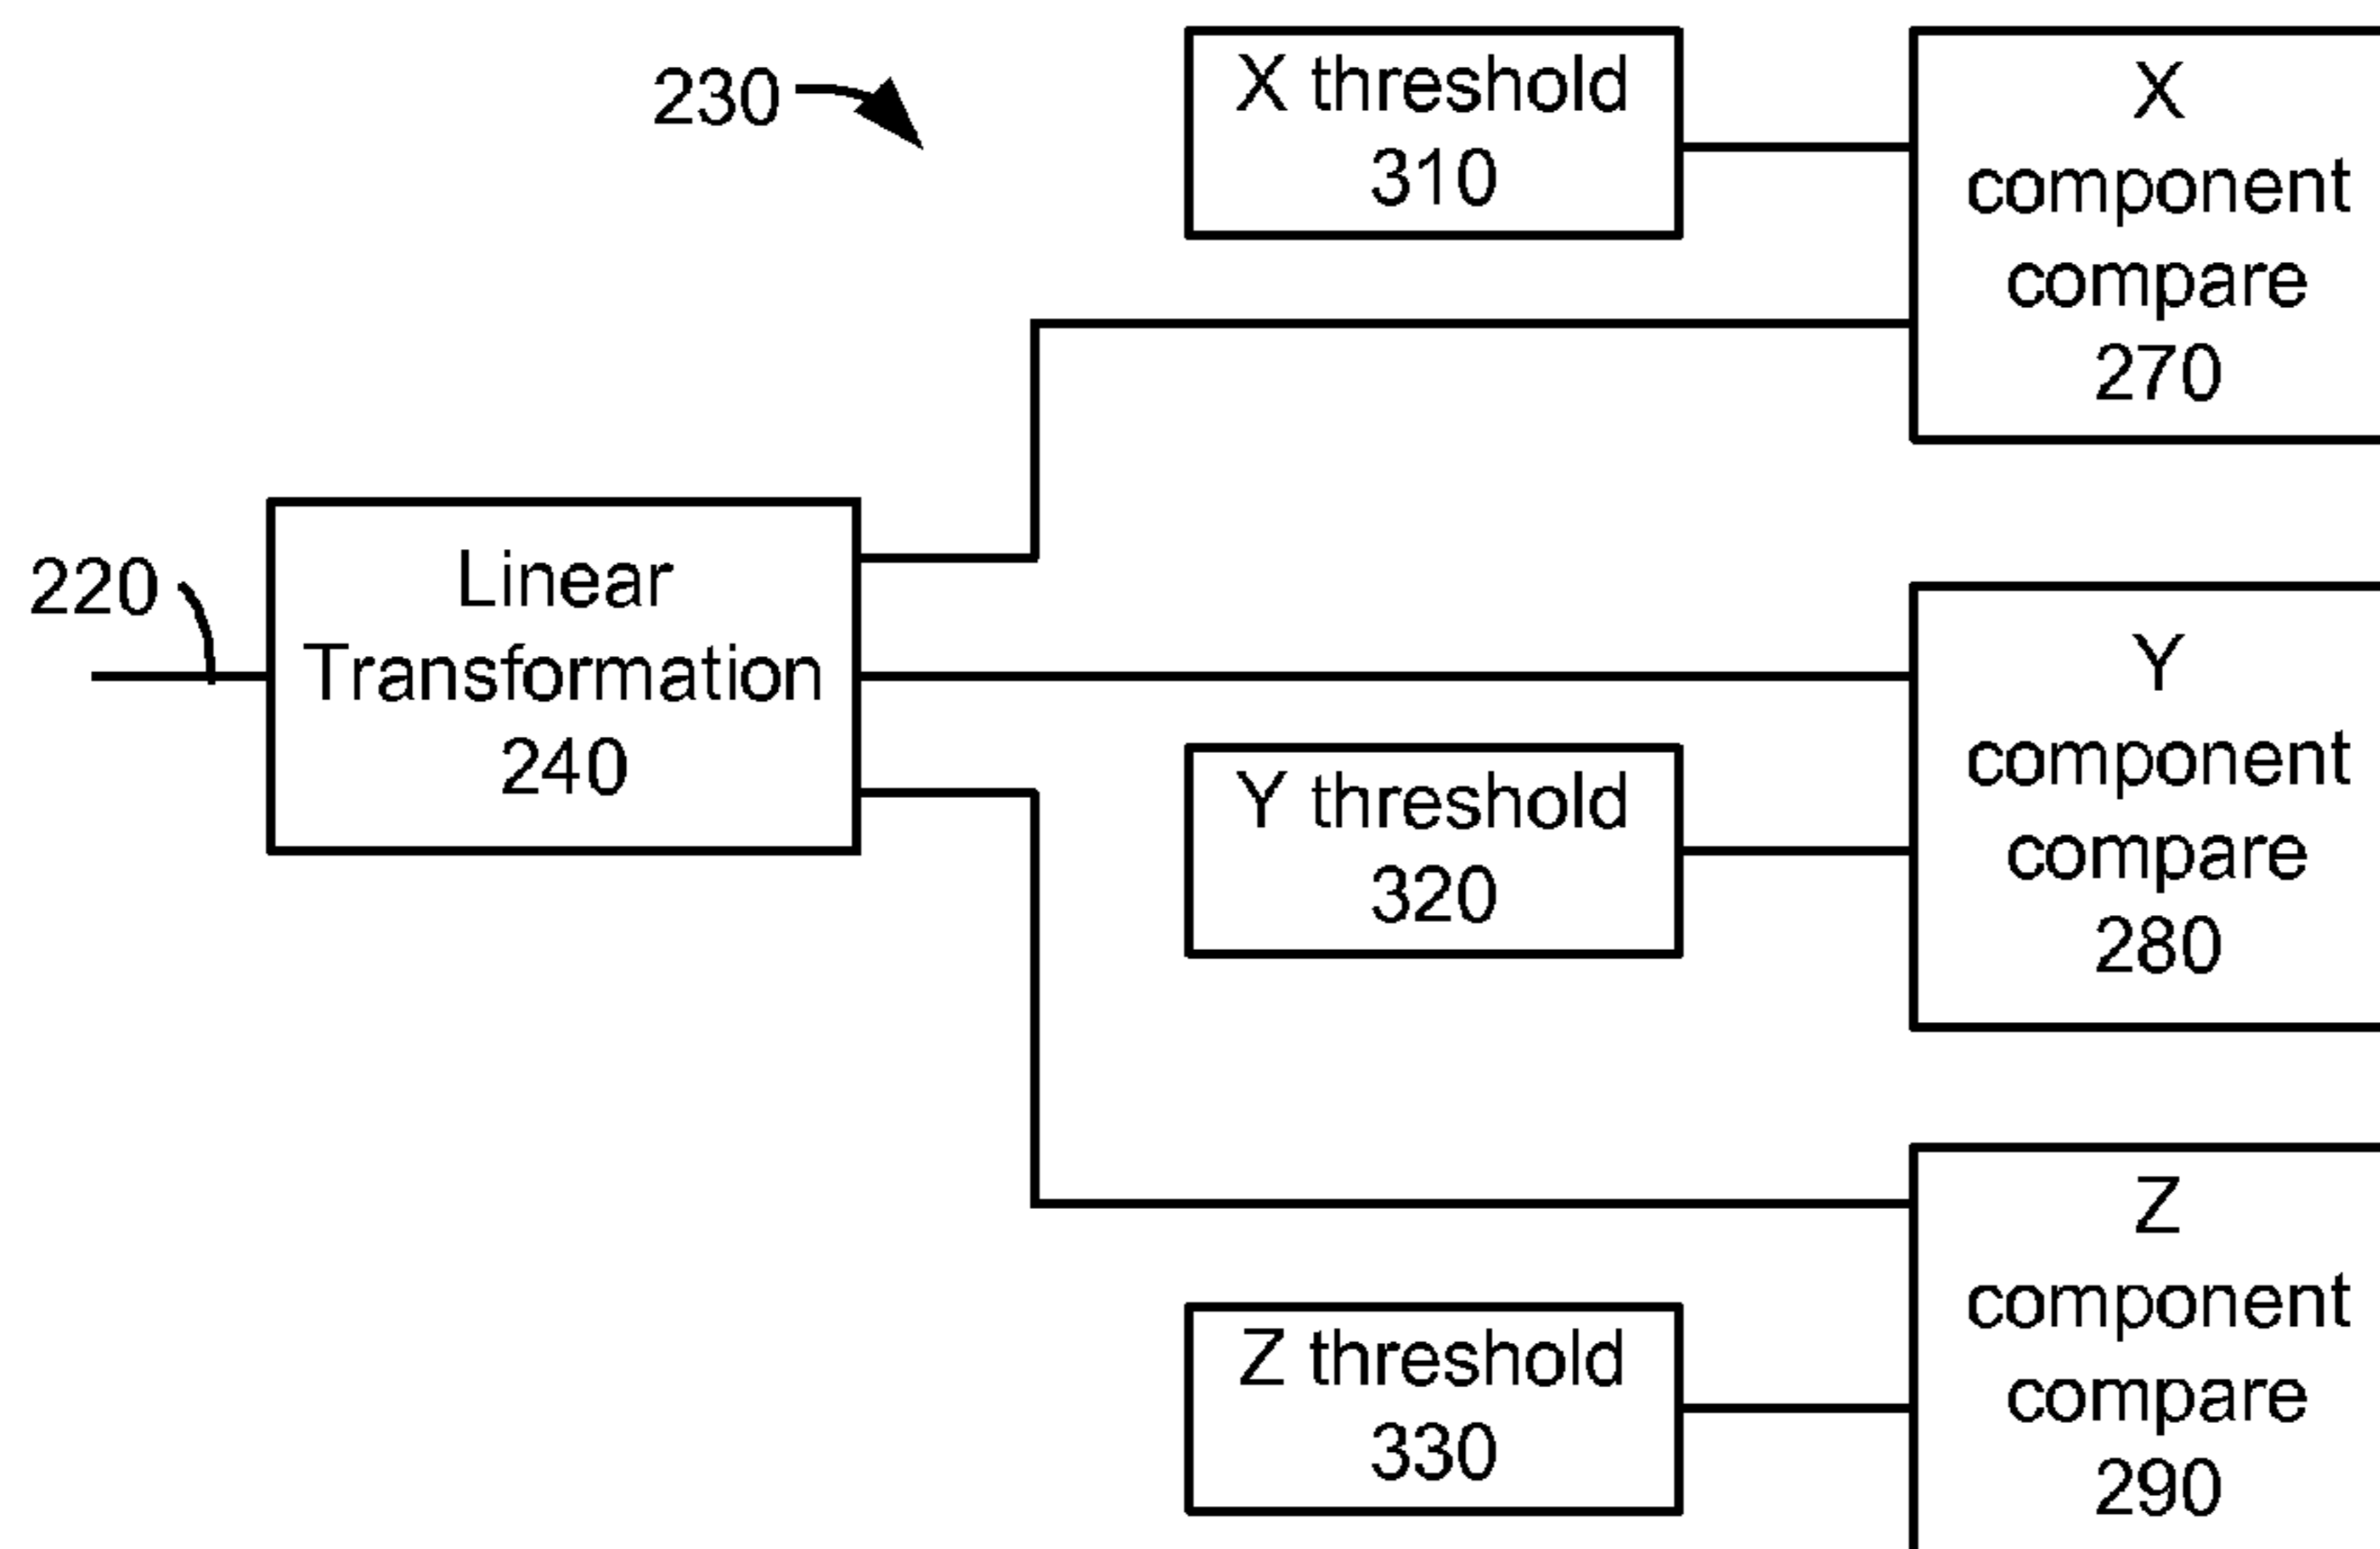 230
X threshold
310
X
component
compare
270
220
Linear
Transformation
240
Y threshold
320
Y
component
compare
280
Z threshold
330
Z
component
compare
290